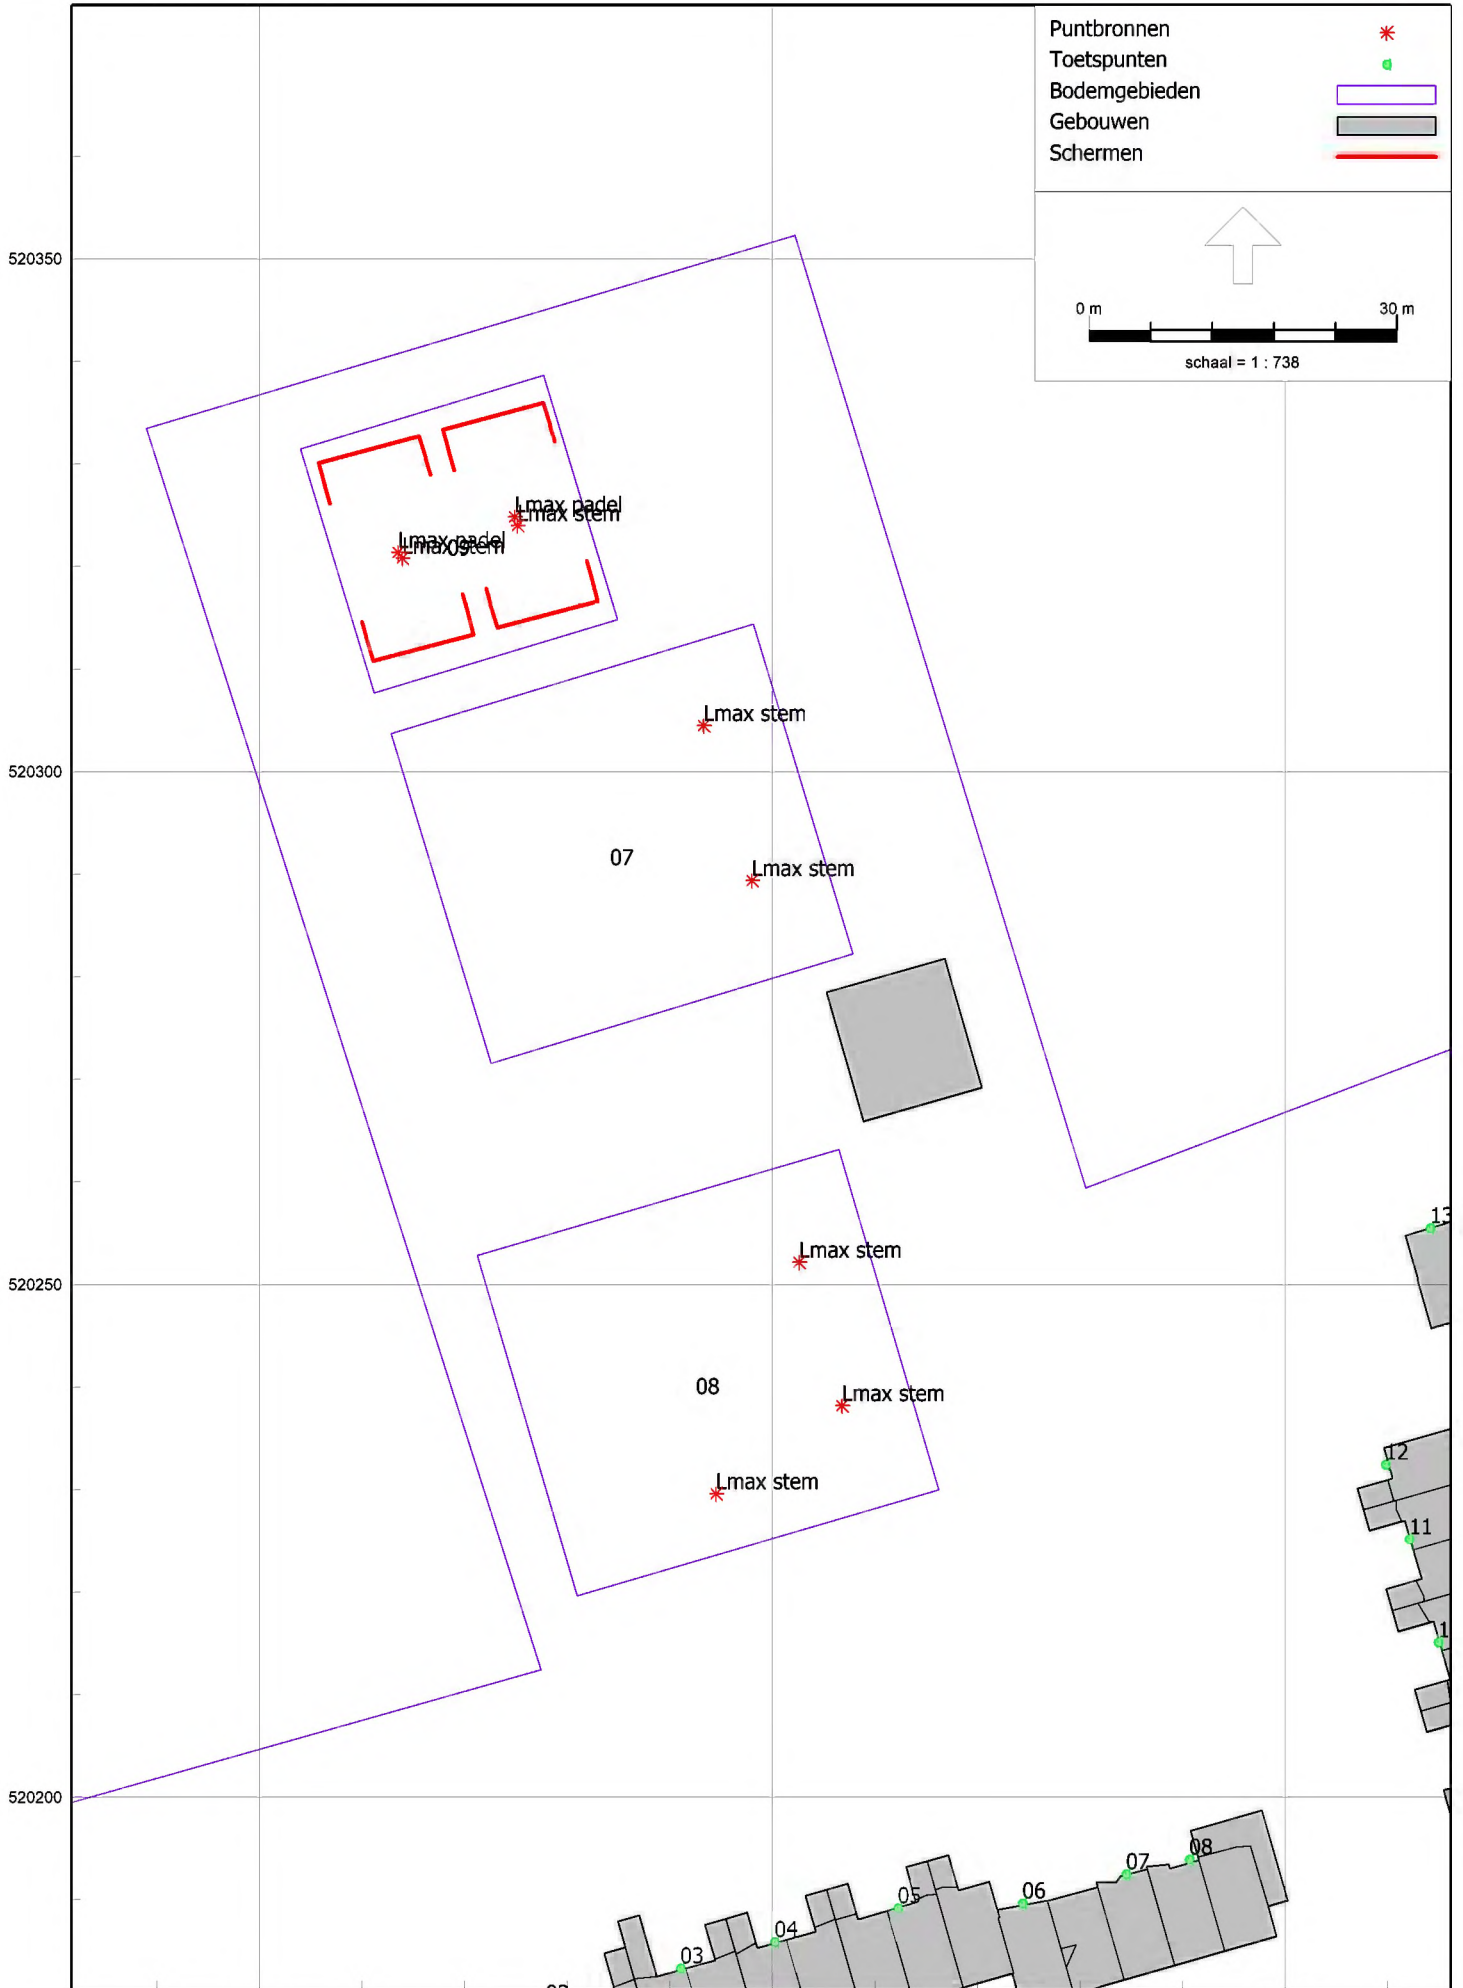 Puntbronnen
Toetspunten
Bodemgebieden
Gebouwen
Schermen
0 m 30 m
schaal = 1 : 738
520350
Lmax padel
Lmax stem
Lmax padel
Lmax stem
09
Lmax stem
520300
07
Lmax stem
13
Lmax stem
520250
08
Lmax stem
12
Lmax stem
11
1
520200
08
07
06
05
04
03